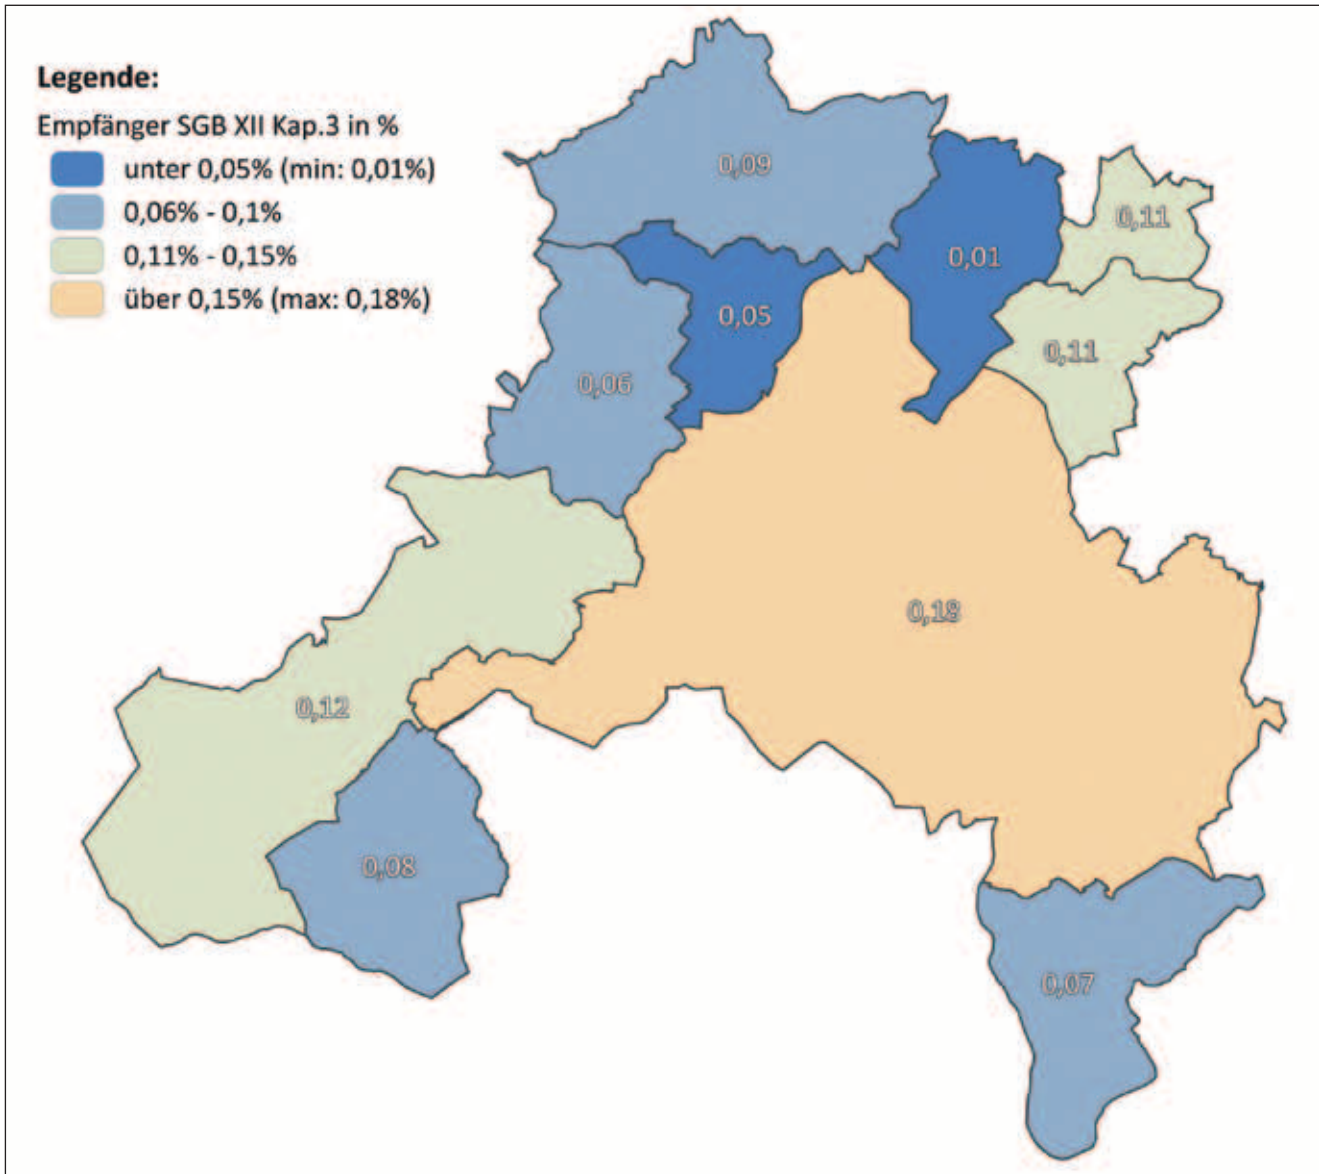 Legende:
Empfänger SGB XII Kap.3 in %
unter 0,05% (min: 0,01%)
0,06% - 0,1%
0,11% - 0,15%
über 0,15% (max: 0,18%)
0,09
0,11
0,01
0,05
0,11
0,06
0,18
0,12
0,08
0,07